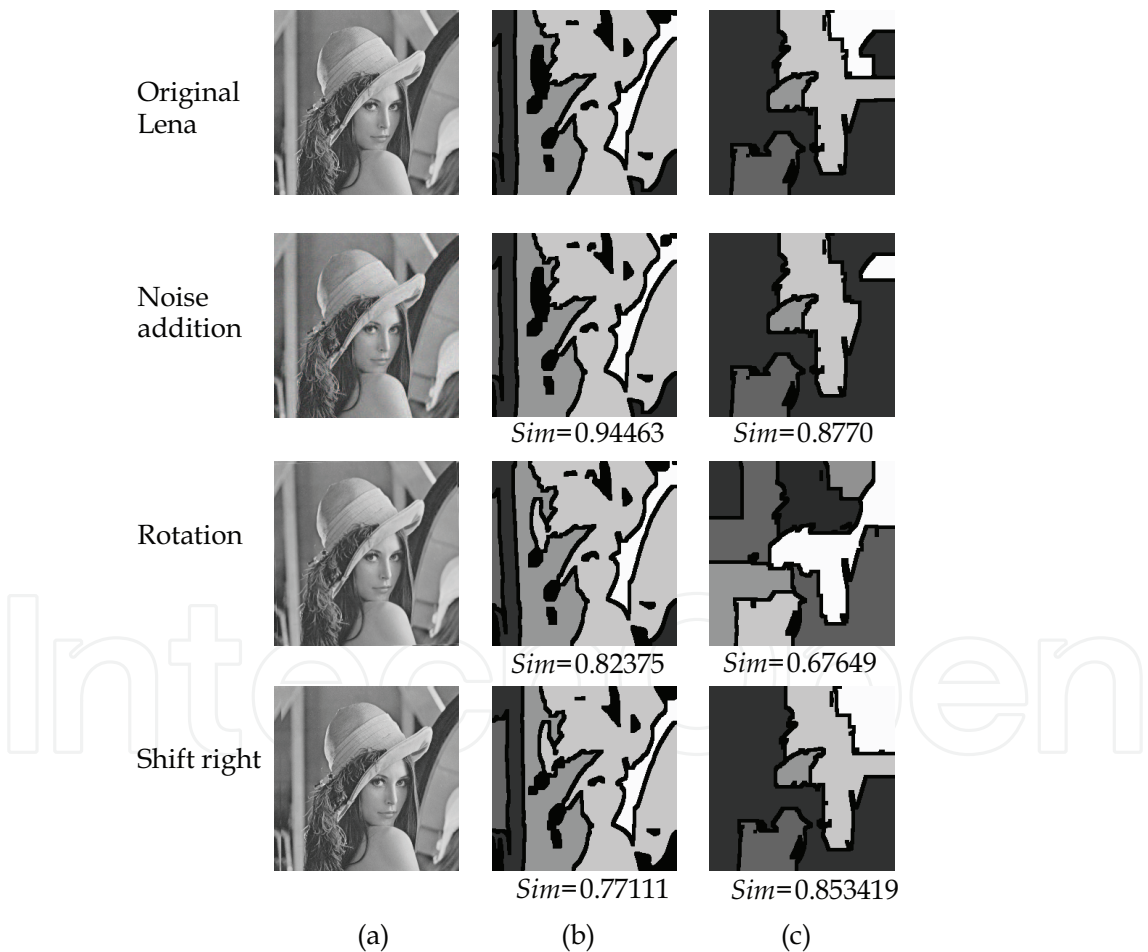 Original
Lena
Noise
addition
Sim=0.94463
Sim=0.8770
Rotation
Sim=0.82375
Sim=0.67649
IntechOpen
Shift right
Sim=0.77111
Sim=0.853419
(a)
(b)
(c)